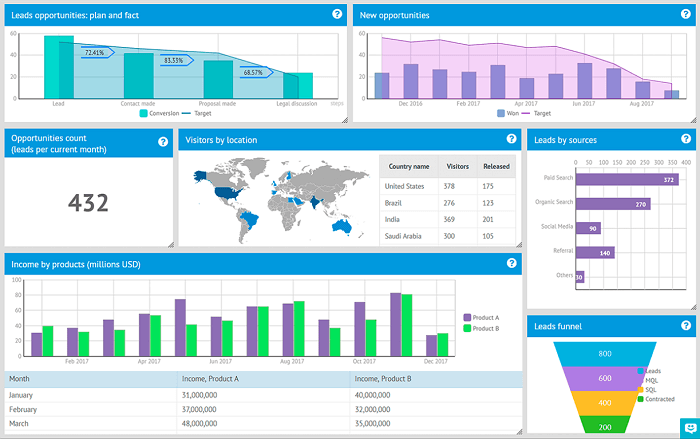 Leads opportunities: plan and fact
?
60
40
20
0
72.41%
83.33%
68.57%
Lead
Contact made
Proposal made
Legal discussion
steps
Conversion
Target
New opportunities
?
60
40
20
0
Dec 2016
Feb 2017
Apr 2017
Jun 2017
Aug 2017
Won
Target
Opportunities count
(leads per current month)
?
432
Visitors by location
?
Country name Visitors Released
United States 378 175
Brazil 276 123
India 369 201
Saudi Arabia 300 105
Leads by sources
?
0 50 100 150 200 250 300 350 400
Paid Search 372
Organic Search 270
Social Media 90
Referral 140
Others 30
Income by products (millions USD)
?
100
80
60
40
20
0
Feb 2017
Apr 2017
Jun 2017
Aug 2017
Oct 2017
Dec 2017
Product A
Product B
Month Income, Product A Income, Product B
January 31,000,000 40,000,000
February 37,000,000 32,000,000
March 48,000,000 35,000,000
Leads funnel
?
800
600
400
200
Leads
MQL
SQL
Contracted